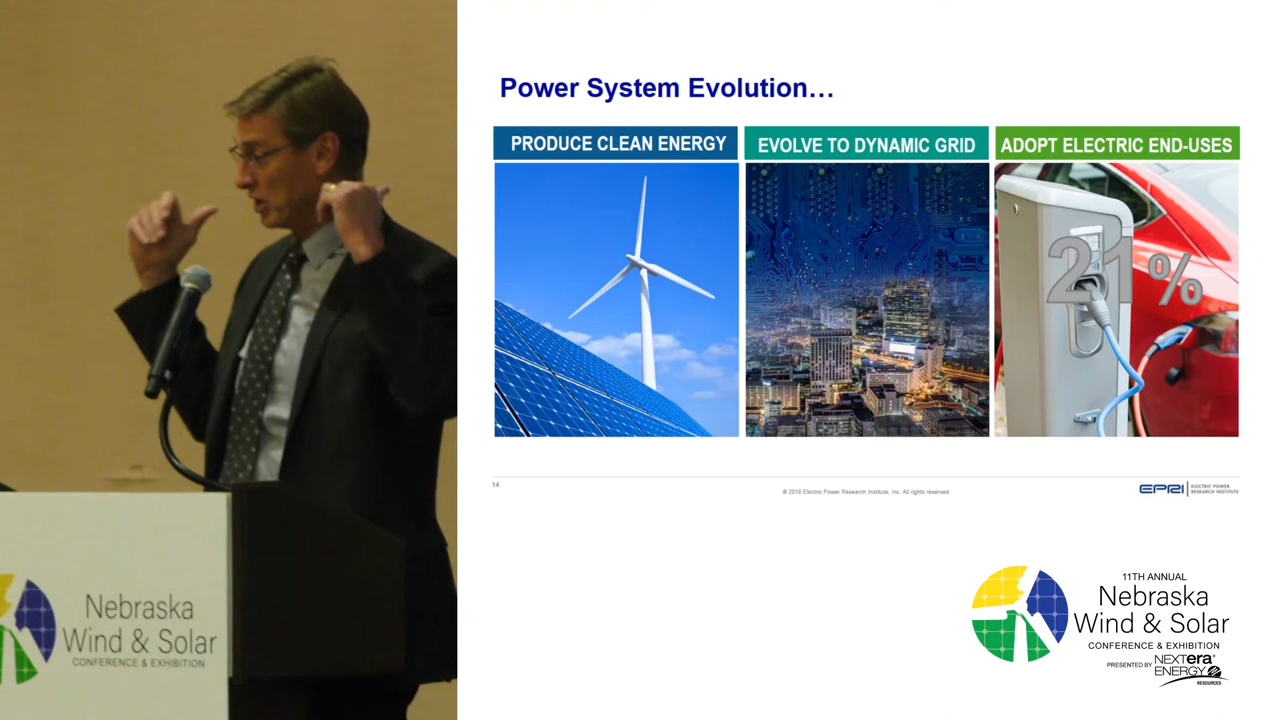 Power System Evolution…
PRODUCE CLEAN ENERGY
EVOLVE TO DYNAMIC GRID
ADOPT ELECTRIC END-USES
21%
14
© 2018 Electric Power Research Institute, Inc. All rights reserved
EPRI
ELECTRIC POWER
RESEARCH INSTITUTE
Nebraska
Wind & Solar
CONFERENCE & EXHIBITION
11TH ANNUAL
Nebraska
Wind & Solar
CONFERENCE & EXHIBITION
PRESENTED BY
NEXTera®
ENERGY
RESOURCES